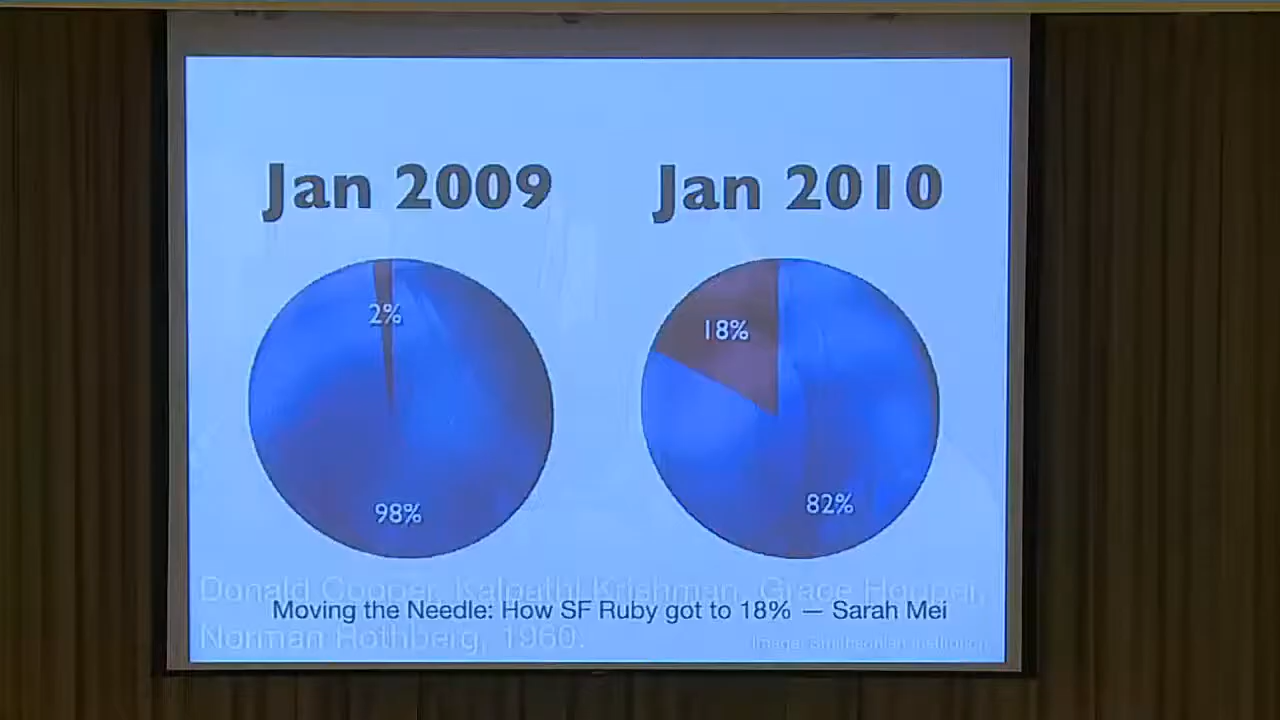 Jan 2009 Jan 2010
2%
18%
98%
82%
Donald Cooper, Kalpathi Krishman, Grace Hopper,
Moving the Needle: How SF Ruby got to 18% — Sarah Mei
Norman Rothberg, 1960.
Image: Smithsonian Institution